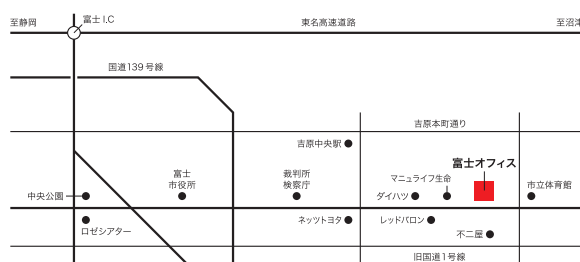 至静岡
富士 I.C
東名高速道路
至沼津
国道139号線
吉原本町通り
吉原中央駅
富士オフィス
富士
市役所
裁判所
検察庁
マニュライフ生命
中央公園
ダイハツ
市立体育館
ロゼシアター
ネッツトヨタ
レッドバロン
不二屋
旧国道1号線